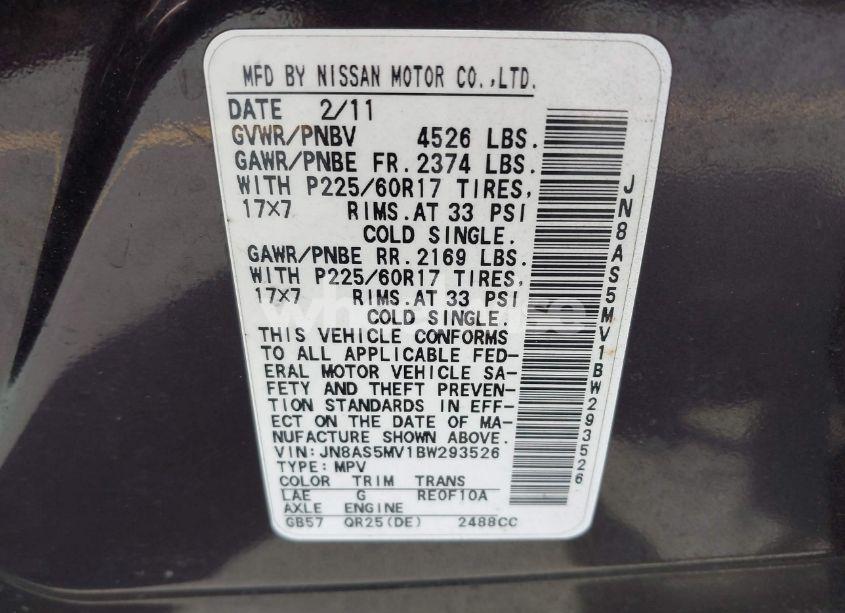 MFD BY NISSAN MOTOR CO.,LTD.
DATE 2/11
GVWR/PNBV 4526 LBS.
GAWR/PNBE FR. 2374 LBS.
WITH P225/60R17 TIRES,
17×7 RIMS.AT 33 PSI
COLD SINGLE.
GAWR/PNBE RR. 2169 LBS.
WITH P225/60R17 TIRES,
17×7 RIMS.AT 33 PSI
COLD SINGLE.
THIS VEHICLE CONFORMS
TO ALL APPLICABLE FED-
ERAL MOTOR VEHICLE SA-
FETY AND THEFT PREVEN-
TION STANDARDS IN EFF-
ECT ON THE DATE OF MA-
NUFACTURE SHOWN ABOVE.
VIN:JN8AS5MV1BW293526
TYPE:MPV
COLOR TRIM TRANS
LAE G RE0F10A
AXLE ENGINE
GB57 QR25(DE) 2488CC
JN8AS5MV1BW293526